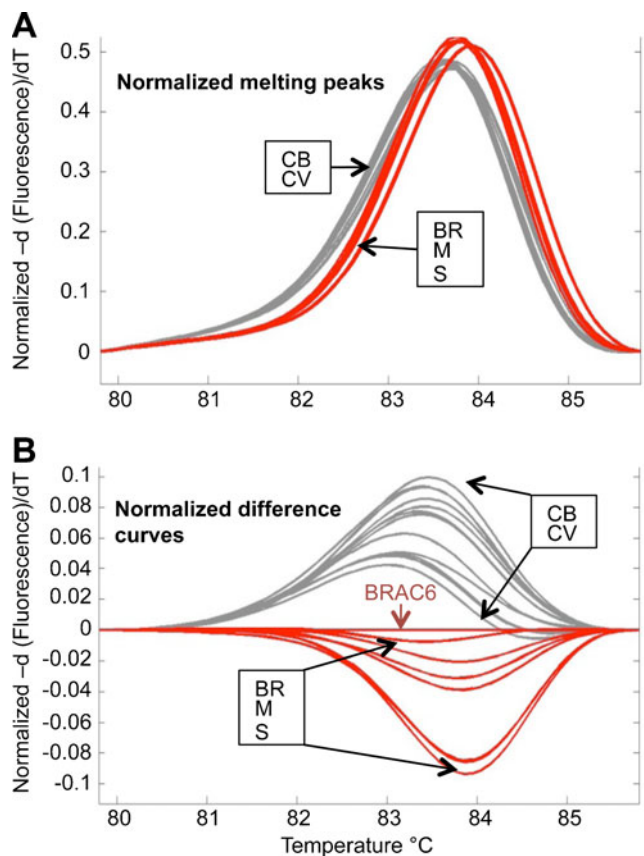 A
Normalized –d (Fluorescence)/dT
0.5
0.4
0.3
0.2
0.1
0
Normalized melting peaks
CB
CV
BR
M
S
80 81 82 83 84 85
B
Normalized –d (Fluorescence)/dT
0.1
0.08
0.06
0.04
0.02
0
-0.02
-0.04
-0.06
-0.08
-0.1
Normalized difference
curves
CB
CV
BRAC6
BR
M
S
80 81 82 83 84 85
Temperature °C